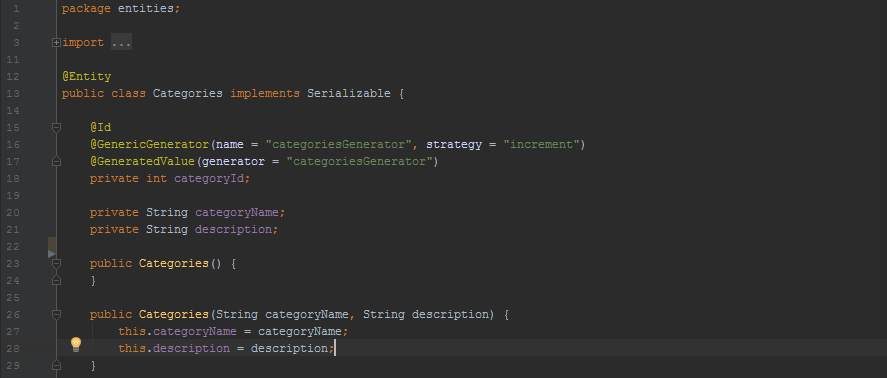 1 package entities;
2
3 import ...
11
12 @Entity
13 public class Categories implements Serializable {
14
15     @Id
16     @GenericGenerator(name = "categoriesGenerator", strategy = "increment")
17     @GeneratedValue(generator = "categoriesGenerator")
18     private int categoryId;
19
20     private String categoryName;
21     private String description;
22
23     public Categories() {
24     }
25
26     public Categories(String categoryName, String description) {
27         this.categoryName = categoryName;
28         this.description = description;
29     }